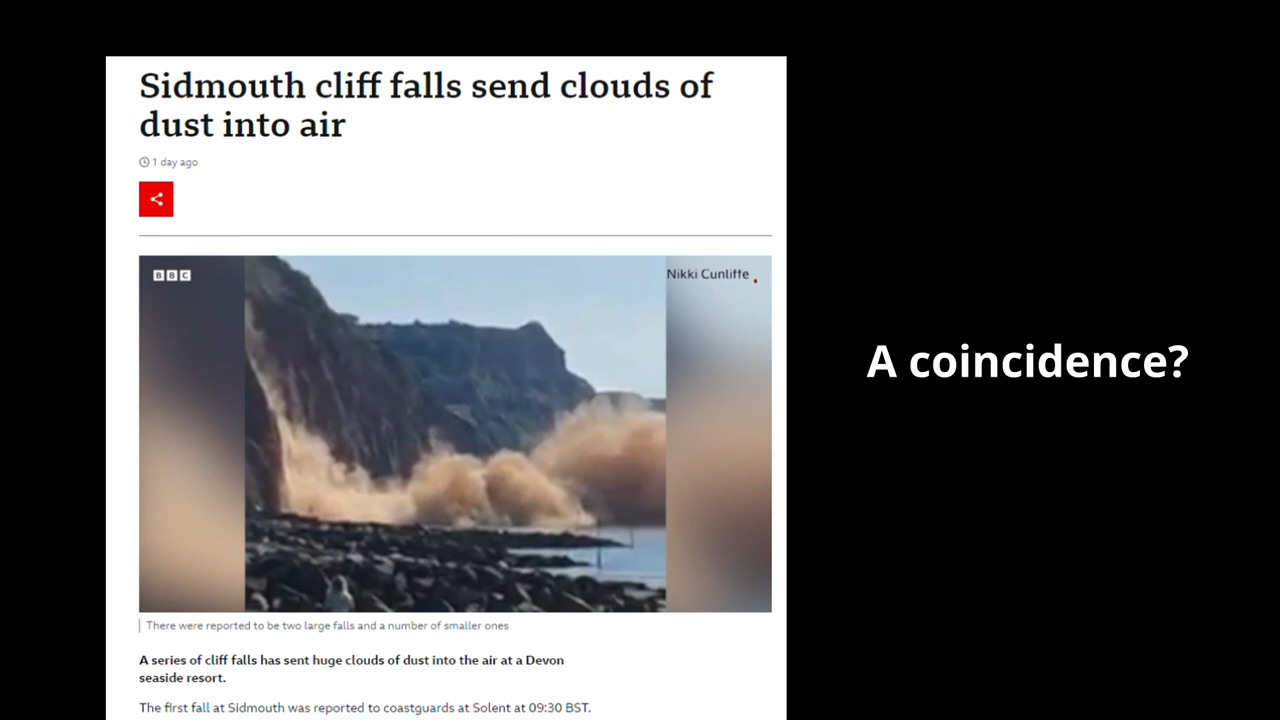 Sidmouth cliff falls send clouds of
dust into air
1 day ago
BBC
Nikki Cunliffe
There were reported to be two large falls and a number of smaller ones
A series of cliff falls has sent huge clouds of dust into the air at a Devon
seaside resort.
The first fall at Sidmouth was reported to coastguards at Solent at 09:30 BST.
A coincidence?